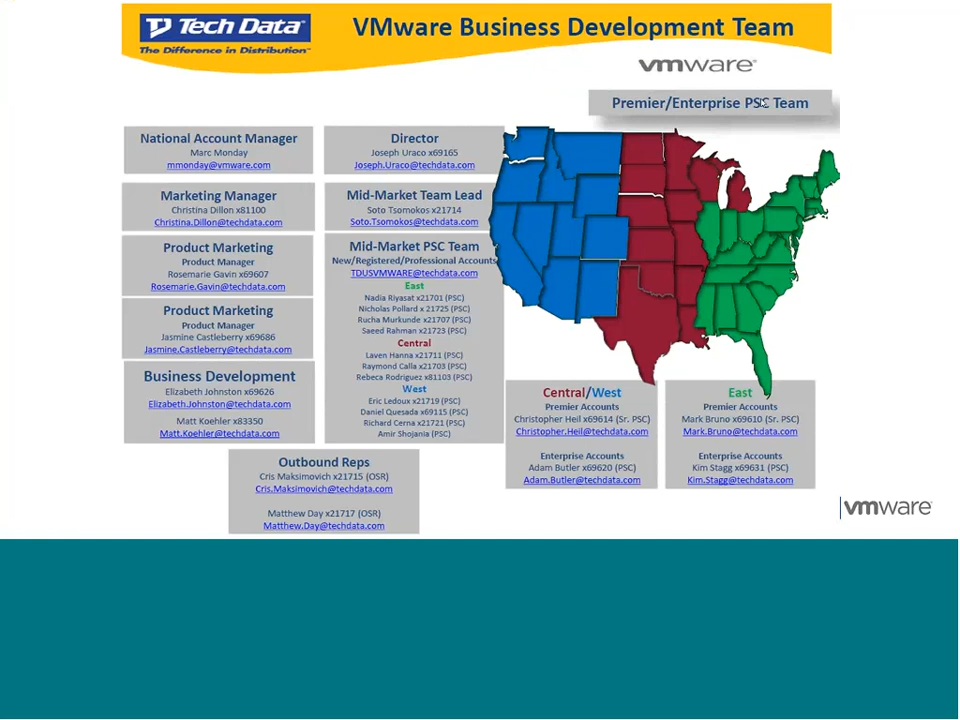 Tech Data
The Difference in Distribution
VMware Business Development Team
vmware®
Premier/Enterprise PSC Team
National Account Manager
Marc Monday
mmonday@vmware.com
Marketing Manager
Christina Dillon x81100
Christina.Dillon@techdata.com
Product Marketing
Product Manager
Rosemarie Gavin x69607
Rosemarie.Gavin@techdata.com
Product Marketing
Product Manager
Jasmine Castleberry x69686
Jasmine.Castleberry@techdata.com
Business Development
Elizabeth Johnston x69626
Elizabeth.Johnston@techdata.com
Matt Koehler x83350
Matt.Koehler@techdata.com
Director
Joseph Uraco x69165
Joseph.Uraco@techdata.com
Mid-Market Team Lead
Soto Tsomokos x21714
Soto.Tsomokos@techdata.com
Mid-Market PSC Team
New/Registered/Professional Accounts
TDUSVMWARE@techdata.com
East
Nadia Riyasat x21701 (PSC)
Nicholas Pollard x 21725 (PSC)
Rucha Murkunde x21707 (PSC)
Saeed Rahman x21723 (PSC)
Central
Laven Hanna x21711 (PSC)
Raymond Calla x21703 (PSC)
Rebeca Rodriguez x81103 (PSC)
West
Eric Ledoux x21719 (PSC)
Daniel Quesada x69115 (PSC)
Richard Cerna x21721 (PSC)
Amir Shojania (PSC)
Central/West
Premier Accounts
Christopher Heil x69614 (Sr. PSC)
Christopher.Heil@techdata.com
Enterprise Accounts
Adam Butler x69620 (PSC)
Adam.Butler@techdata.com
East
Premier Accounts
Mark Bruno x69610 (Sr. PSC)
Mark.Bruno@techdata.com
Enterprise Accounts
Kim Stagg x69631 (PSC)
Kim.Stagg@techdata.com
Outbound Reps
Cris Maksimovich x21715 (OSR)
Cris.Maksimovich@techdata.com
Matthew Day x21717 (OSR)
Matthew.Day@techdata.com
vmware®